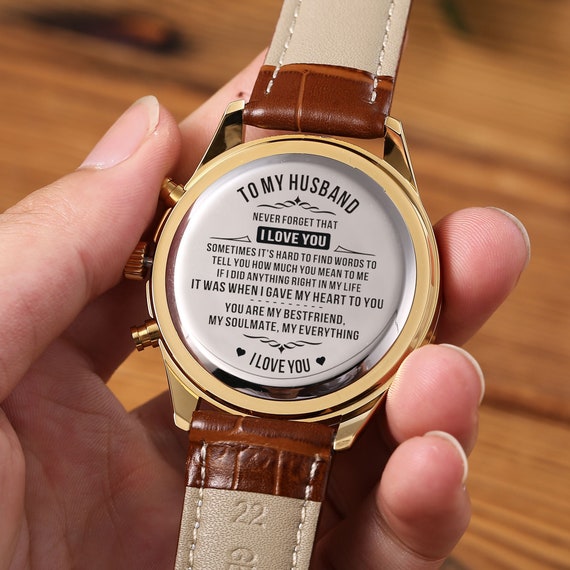 TO MY HUSBAND
NEVER FORGET THAT
I LOVE YOU
SOMETIMES IT'S HARD TO FIND WORDS TO
TELL YOU HOW MUCH YOU MEAN TO ME
IF I DID ANYTHING RIGHT IN MY LIFE
IT WAS WHEN I GAVE MY HEART TO YOU
YOU ARE MY BESTFRIEND,
MY SOULMATE, MY EVERYTHING
I LOVE YOU
22